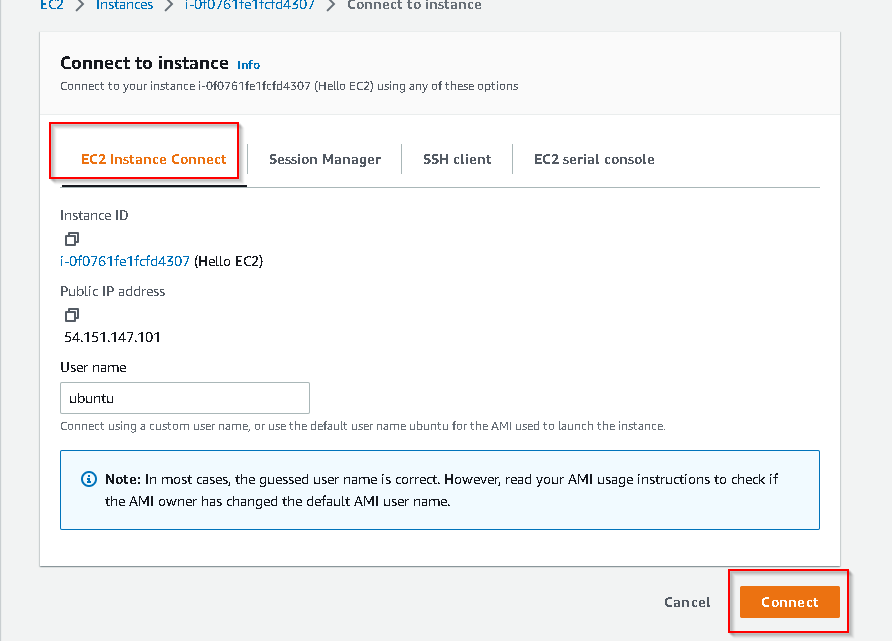 EC2 > Instances > i-0f0761fe1fcfd4307 > Connect to instance
Connect to instance Info
Connect to your instance i-0f0761fe1fcfd4307 (Hello EC2) using any of these options
EC2 Instance Connect Session Manager SSH client EC2 serial console
Instance ID
i-0f0761fe1fcfd4307 (Hello EC2)
Public IP address
54.151.147.101
User name
ubuntu
Connect using a custom user name, or use the default user name ubuntu for the AMI used to launch the instance.
Note: In most cases, the guessed user name is correct. However, read your AMI usage instructions to check if
the AMI owner has changed the default AMI user name.
Cancel Connect